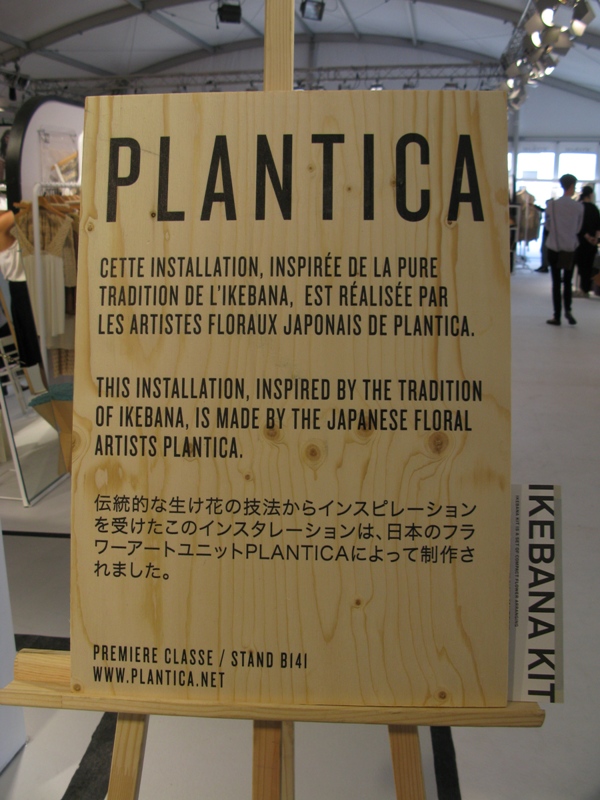 PLANTICA
CETTE INSTALLATION, INSPIRÉE DE LA PURE
TRADITION DE L'IKEBANA, EST RÉALISÉE PAR
LES ARTISTES FLORAUX JAPONAIS DE PLANTICA.
THIS INSTALLATION, INSPIRED BY THE TRADITION
OF IKEBANA, IS MADE BY THE JAPANESE FLORAL
ARTISTS PLANTICA.
伝統的な生け花の技法からインスピレーション
を受けたこのインスタレーションは、日本のフラ
ワーアートユニットPLANTICAによって制作さ
れました。
PREMIERE CLASSE / STAND B141
WWW.PLANTICA.NET
IKEBANA KIT